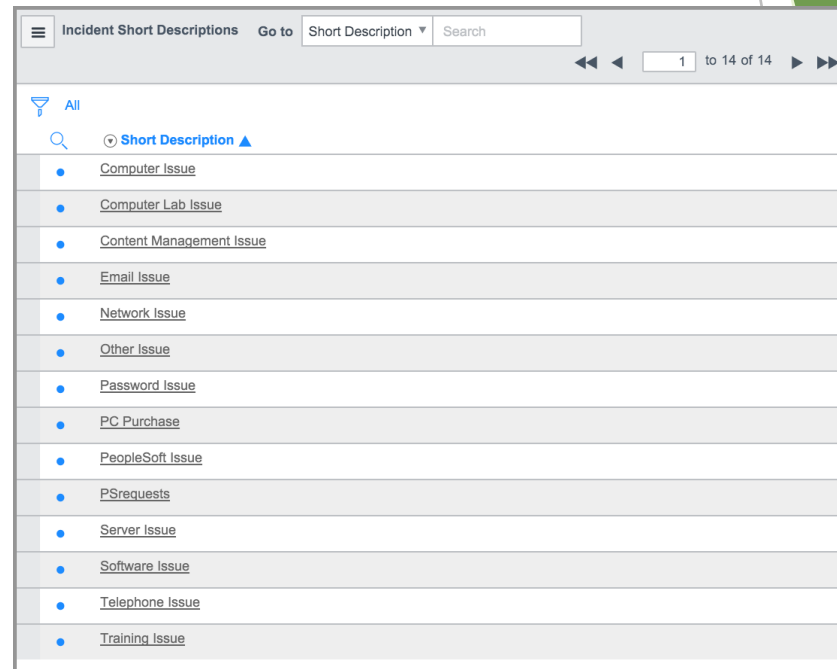 Incident Short Descriptions Go to Short Description Search
1 to 14 of 14
All
Short Description
Computer Issue
Computer Lab Issue
Content Management Issue
Email Issue
Network Issue
Other Issue
Password Issue
PC Purchase
PeopleSoft Issue
PSrequests
Server Issue
Software Issue
Telephone Issue
Training Issue